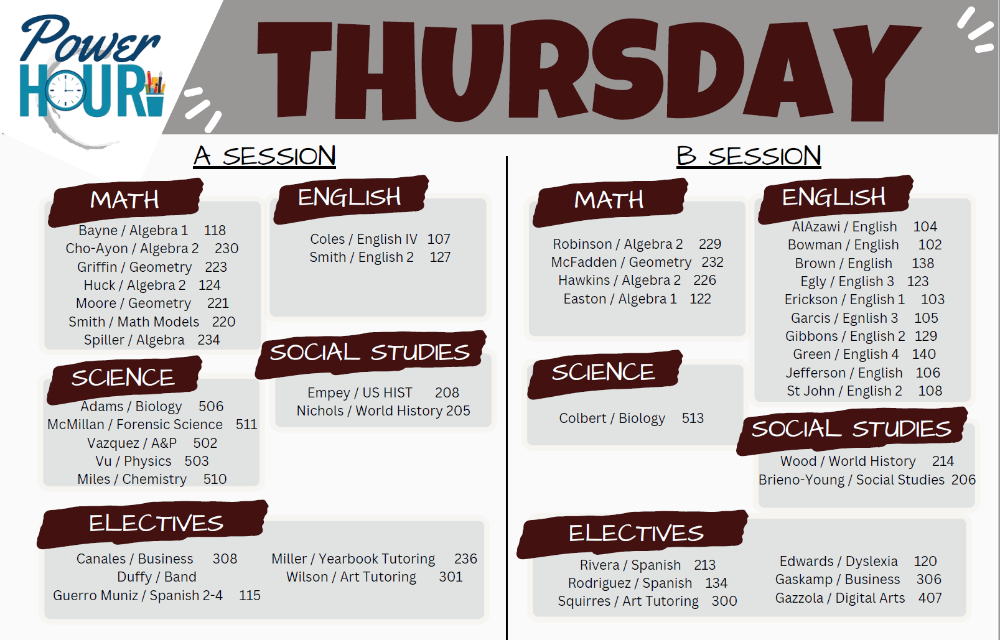 Power
HOUR
THURSDAY
A SESSION
MATH
Bayne / Algebra 1 118
Cho-Ayon / Algebra 2 230
Griffin / Geometry 223
Huck / Algebra 2 124
Moore / Geometry 221
Smith / Math Models 220
Spiller / Algebra 234
ENGLISH
Coles / English IV 107
Smith / English 2 127
SCIENCE
Adams / Biology 506
McMillan / Forensic Science 511
Vazquez / A&P 502
Vu / Physics 503
Miles / Chemistry 510
SOCIAL STUDIES
Empey / US HIST 208
Nichols / World History 205
ELECTIVES
Canales / Business 308
Duffy / Band
Guerro Muniz / Spanish 2-4 115
Miller / Yearbook Tutoring 236
Wilson / Art Tutoring 301
B SESSION
MATH
Robinson / Algebra 2 229
McFadden / Geometry 232
Hawkins / Algebra 2 226
Easton / Algebra 1 122
ENGLISH
AlAzawi / English 104
Bowman / English 102
Brown / English 138
Egly / English 3 123
Erickson / English 1 103
Garcis / Egnlish 3 105
Gibbons / English 2 129
Green / English 4 140
Jefferson / English 106
St John / English 2 108
SCIENCE
Colbert / Biology 513
SOCIAL STUDIES
Wood / World History 214
Brieno-Young / Social Studies 206
ELECTIVES
Rivera / Spanish 213
Rodriguez / Spanish 134
Squirres / Art Tutoring 300
Edwards / Dyslexia 120
Gaskamp / Business 306
Gazzola / Digital Arts 407